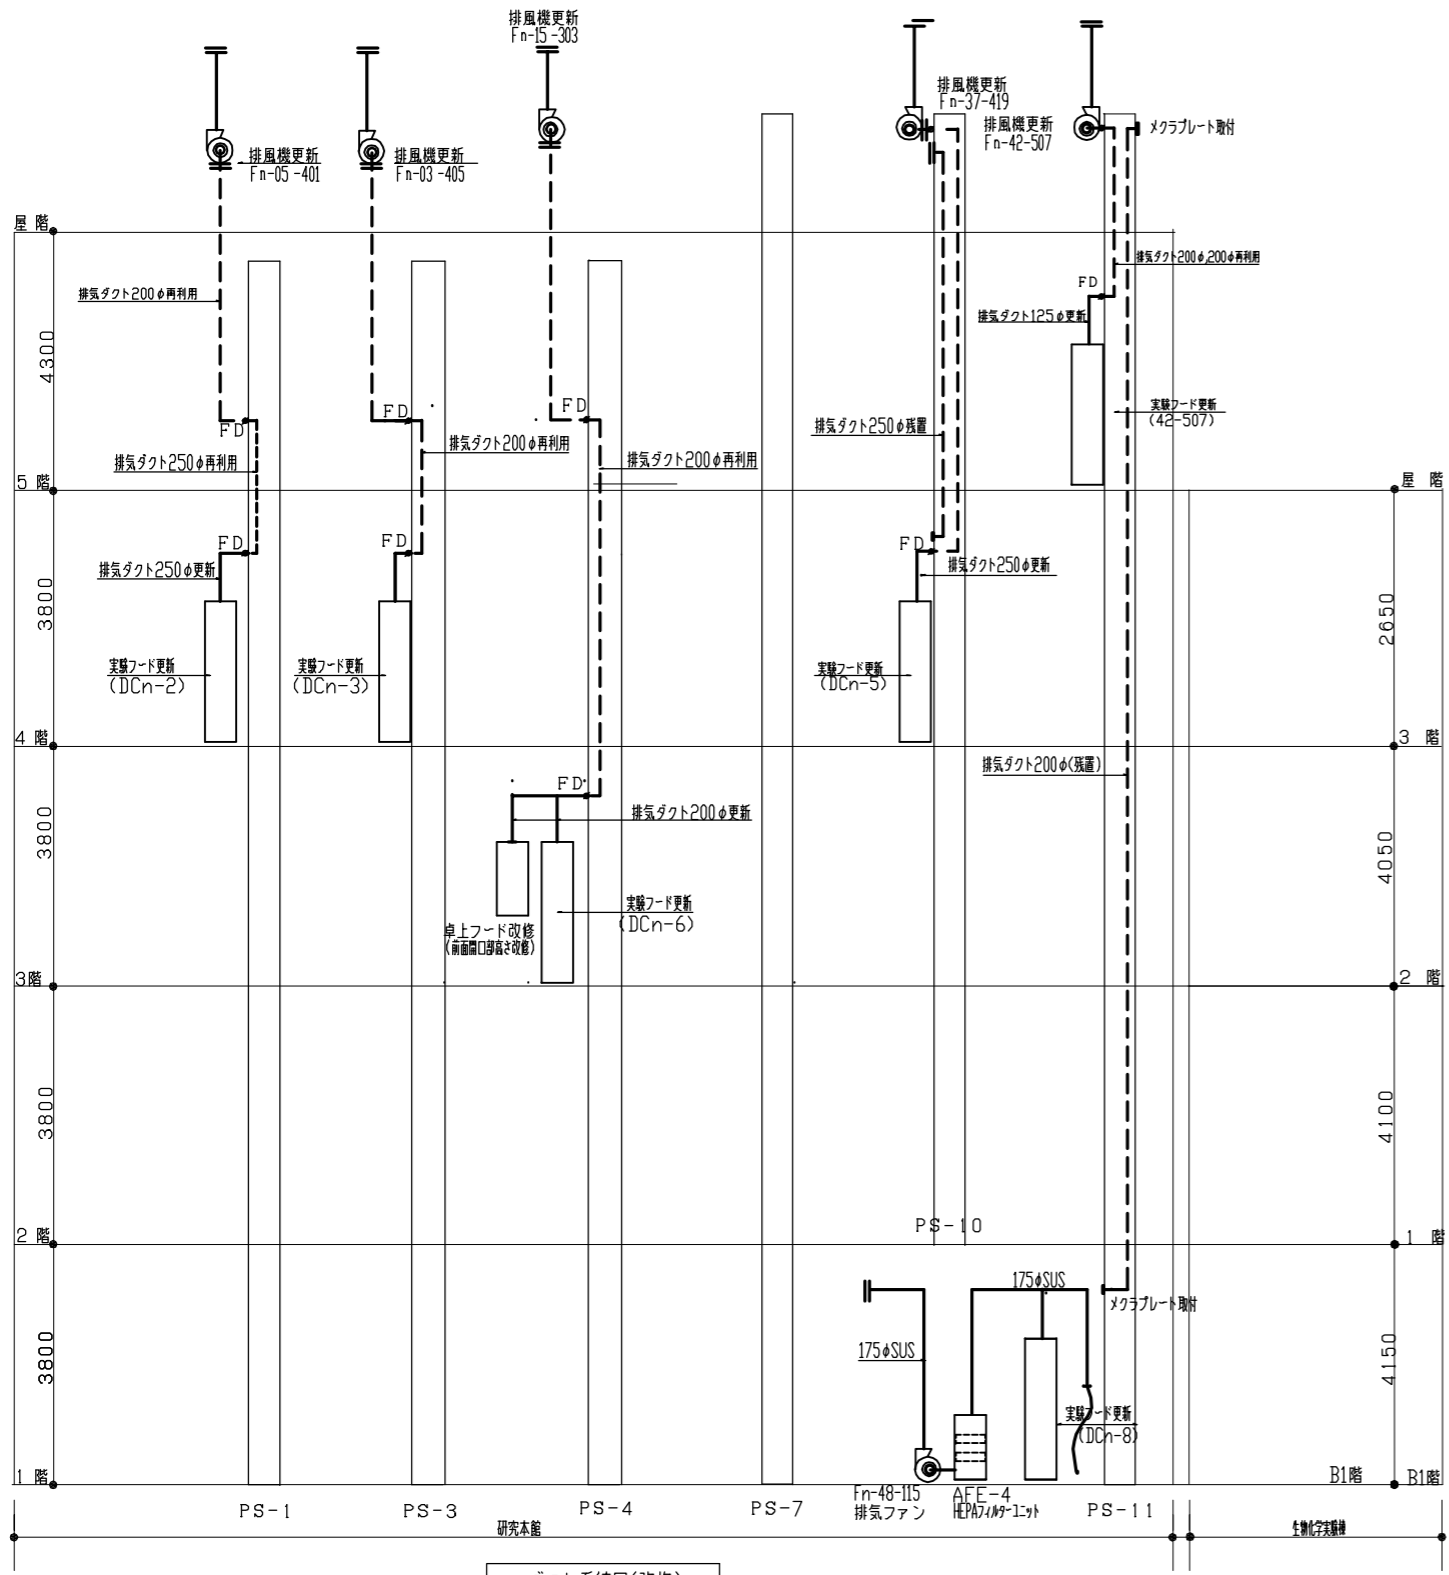 排風機更新
Fn-15-303
排風機更新
Fn-37-419
排風機更新
Fn-42-507
メクラプレート取付
排風機更新
Fn-05-401
排風機更新
Fn-03-405
屋 階
排気ダクト200φ,200φ再利用
FD
排気ダクト200φ再利用
排気ダクト125φ更新
4300
FD
FD
FD
実験フード更新
(42-507)
排気ダクト250φ残置
排気ダクト200φ再利用
排気ダクト250φ再利用
排気ダクト200φ再利用
5 階
屋 階
FD
FD
FD
排気ダクト250φ更新
排気ダクト250φ更新
3800
2650
実験フード更新
(DCn-2)
実験フード更新
(DCn-3)
実験フード更新
(DCn-5)
4 階
3 階
排気ダクト200φ(残置)
FD
排気ダクト200φ更新
3800
4050
実験フード更新
(DCn-6)
卓上フード改修
(前面開口部高さ改修)
3階
2 階
3800
4100
PS-10
2 階
1 階
175φSUS
メクラプレート取付
175φSUS
3800
4150
実験フード更新
(DCn-8)
1 階
B1階
B1階
Fn-48-115
排気ファン
AFE-4
HEPAフィルターユニット
PS-1
PS-3
PS-4
PS-7
PS-11
研究本館
生物化学実験棟